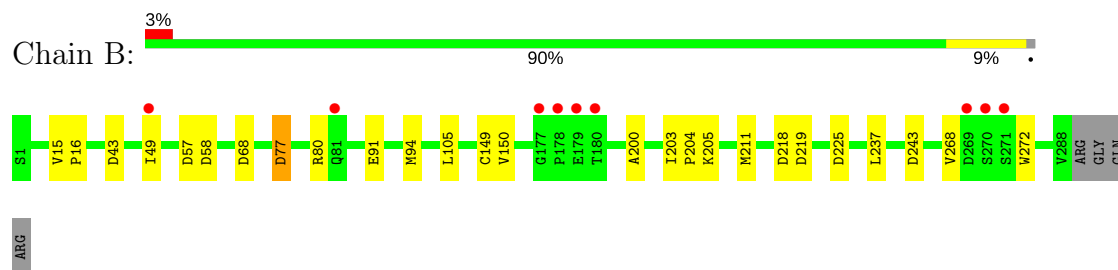 3%
Chain B:
90% 9%
S1 V15 P16 D43 I49 D57 D58 D68 D77 R80 Q81 E91 M94 L105 C149 V150 G177 P178 E179 T180 A200 I203 P204 K205 M211 D218 D219 D225 L237 D243 V268 D269 S270 S271 W272 V288 ARG GLY GLN
ARG